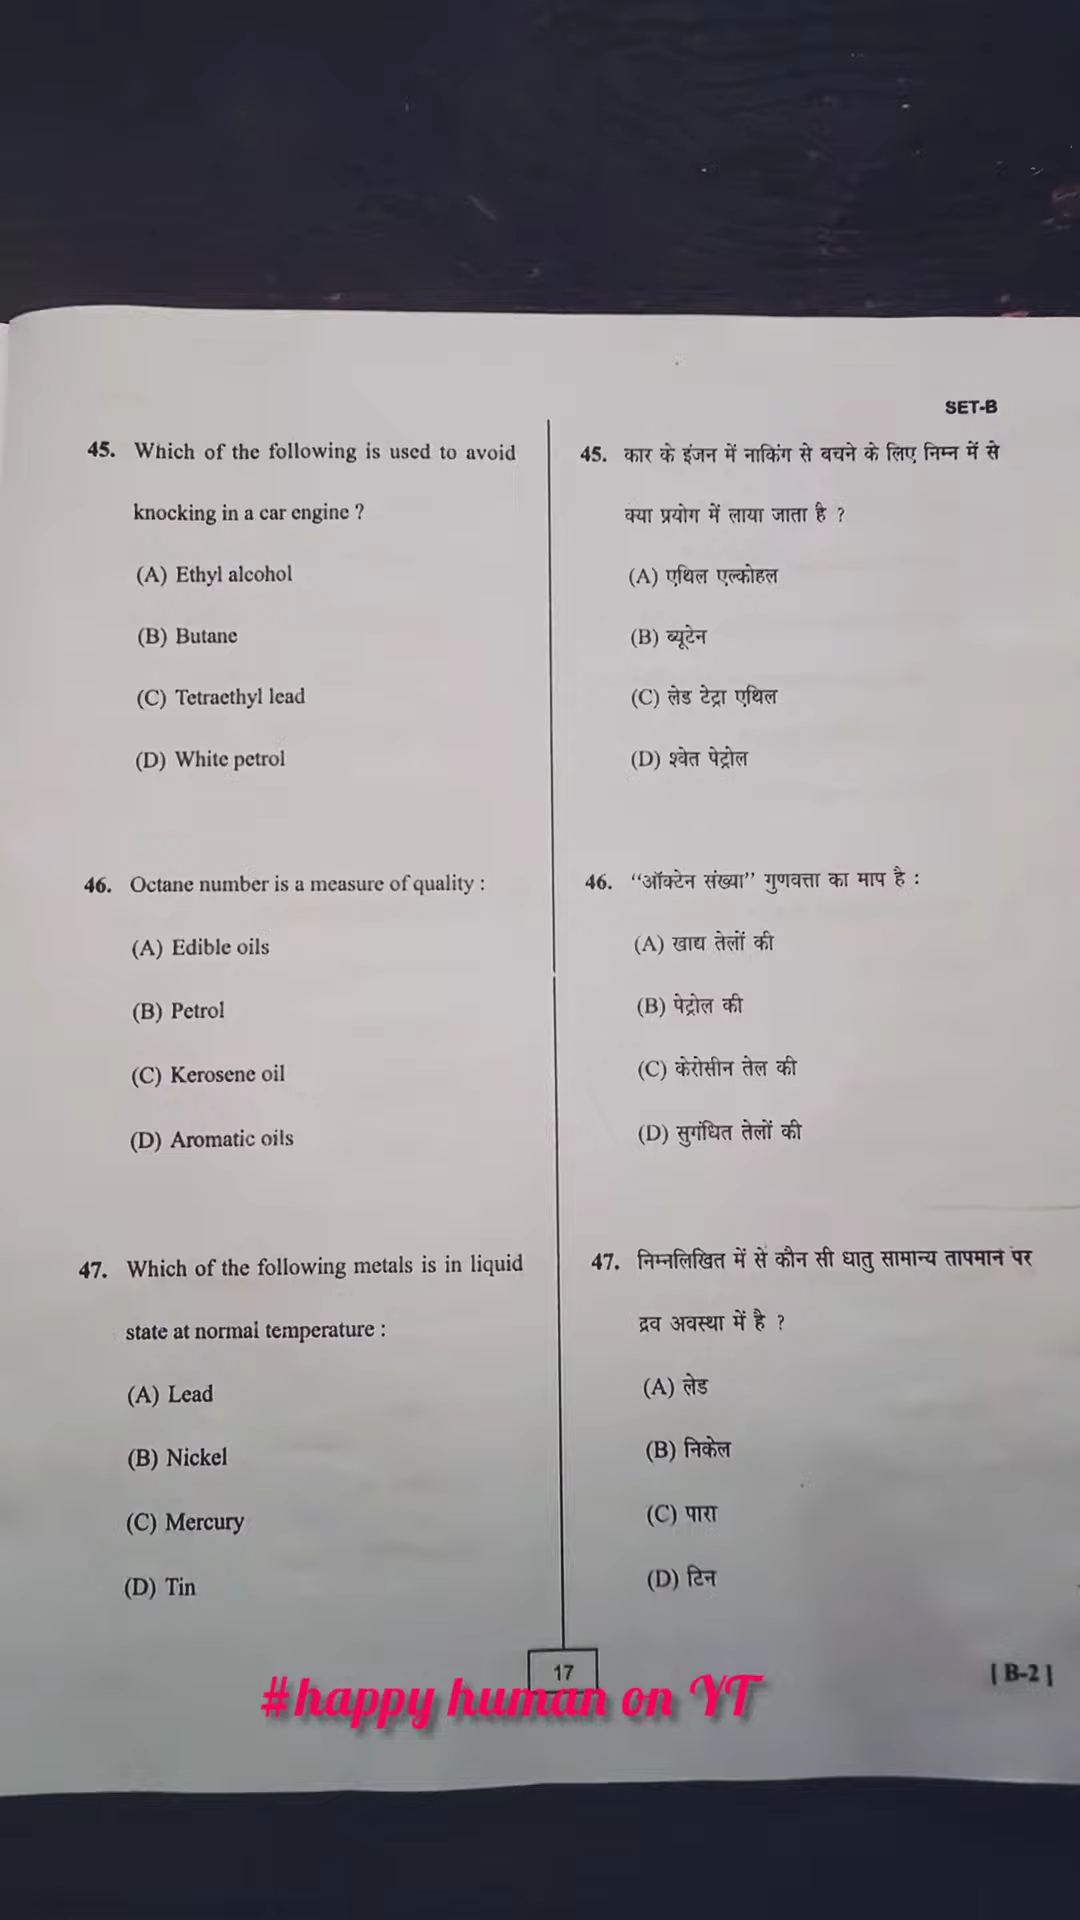 SET-B
45. Which of the following is used to avoid
knocking in a car engine ?
(A) Ethyl alcohol
(B) Butane
(C) Tetraethyl lead
(D) White petrol
46. Octane number is a measure of quality :
(A) Edible oils
(B) Petrol
(C) Kerosene oil
(D) Aromatic oils
47. Which of the following metals is in liquid
state at normal temperature :
(A) Lead
(B) Nickel
(C) Mercury
(D) Tin
45. कार के इंजन में नाकिंग से बचने के लिए निम्न में से
क्या प्रयोग में लाया जाता है ?
(A) एथिल एल्कोहल
(B) ब्यूटेन
(C) लेड टेट्रा एथिल
(D) श्वेत पेट्रोल
46. “ऑक्टेन संख्या” गुणवत्ता का माप है :
(A) खाद्य तेलों की
(B) पेट्रोल की
(C) केरोसीन तेल की
(D) सुगंधित तेलों की
47. निम्नलिखित में से कौन सी धातु सामान्य तापमान पर
द्रव अवस्था में है ?
(A) लेड
(B) निकेल
(C) पारा
(D) टिन
17
[ B-2 ]
#happy human on YT